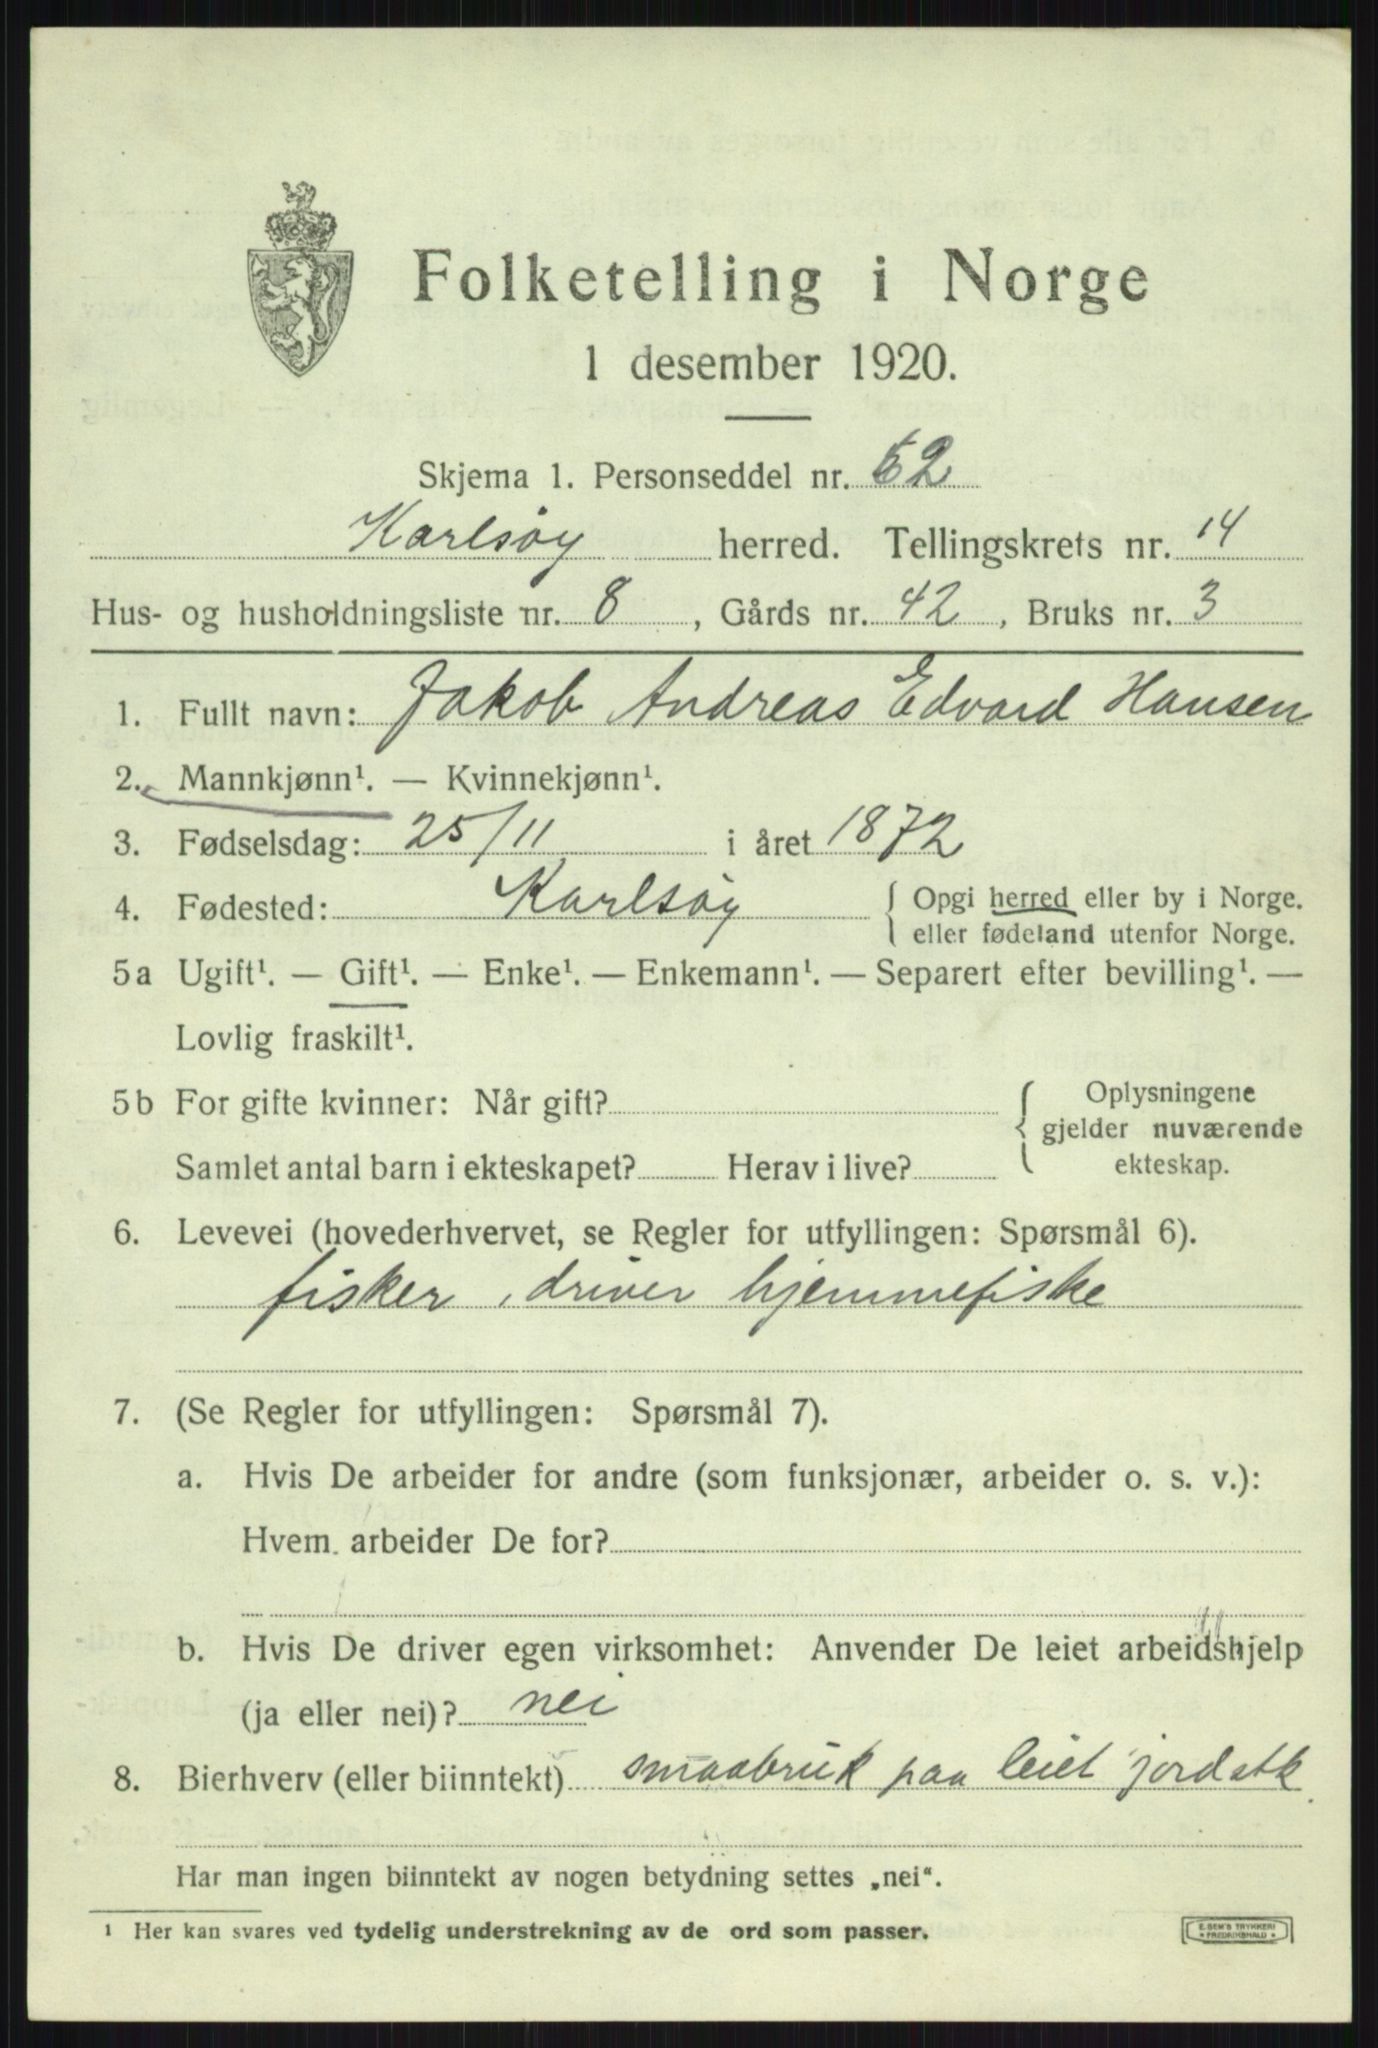 Folketelling i Norge
1 desember 1920.
Skjema 1. Personseddel nr. 62
Karlsøy herred. Tellingskrets nr. 14
Hus- og husholdningsliste nr. 8, Gårds nr. 42, Bruks nr. 3
1. Fullt navn: Jakob Andreas Edvard Hansen
2. Mannkjønn¹. — Kvinnekjønn¹.
3. Fødselsdag: 25/11 i året 1872
4. Fødested: Karlsøy { Opgi herred eller by i Norge.
eller fødeland utenfor Norge.
5a Ugift¹. — Gift¹. — Enke¹. — Enkemann¹. — Separert efter bevilling¹. —
Lovlig fraskilt¹.
5b For gifte kvinner: Når gift? { Oplysningene
gjelder nuværende
Samlet antal barn i ekteskapet? Herav i live? ekteskap.
6. Levevei (hovederhvervet, se Regler for utfyllingen: Spørsmål 6).
fisker, driver hjemmefiske
7. (Se Regler for utfyllingen: Spørsmål 7).
a. Hvis De arbeider for andre (som funksjonær, arbeider o. s. v.):
Hvem arbeider De for?
b. Hvis De driver egen virksomhet: Anvender De leiet arbeidshjelp
(ja eller nei)? nei
8. Bierhverv (eller biinntekt) smaabruk paa leiet jordstk.
Har man ingen biinntekt av nogen betydning settes „nei“.
¹ Her kan svares ved tydelig understrekning av de ord som passer.
E. SEM'S TRYKKERI
* FREDRIKSHALD *